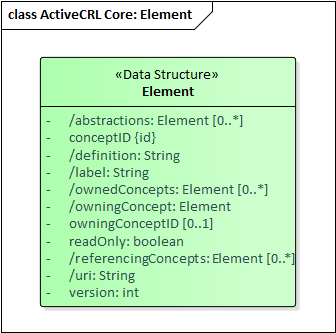 class ActiveCRL Core: Element
«Data Structure»
Element
- /abstractions: Element [0..*]
- conceptID {id}
- /definition: String
- /label: String
- /ownedConcepts: Element [0..*]
- /owningConcept: Element
- owningConceptID [0..1]
- readOnly: boolean
- /referencingConcepts: Element [0..*]
- /uri: String
- version: int